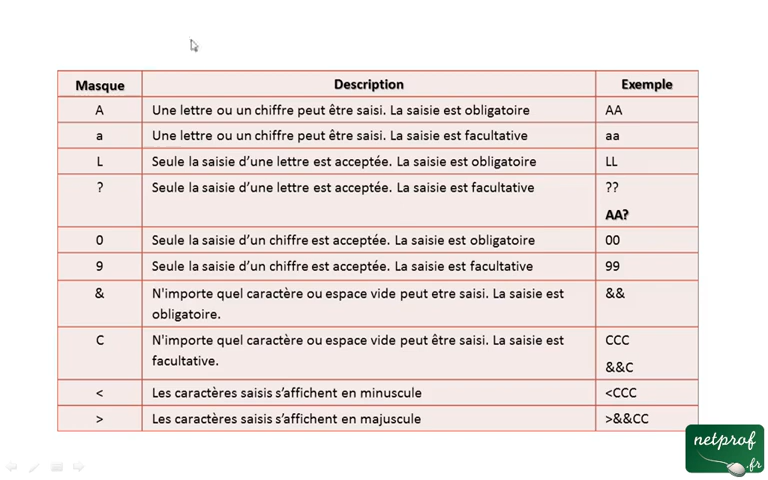 Masque Description Exemple
A Une lettre ou un chiffre peut être saisi. La saisie est obligatoire AA
a Une lettre ou un chiffre peut être saisi. La saisie est facultative aa
L Seule la saisie d'une lettre est acceptée. La saisie est obligatoire LL
? Seule la saisie d'une lettre est acceptée. La saisie est facultative ??
AA?
0 Seule la saisie d'un chiffre est acceptée. La saisie est obligatoire 00
9 Seule la saisie d'un chiffre est acceptée. La saisie est facultative 99
& N'importe quel caractère ou espace vide peut etre saisi. La saisie est &&
obligatoire.
C N'importe quel caractère ou espace vide peut être saisi. La saisie est CCC
facultative.
&&C
< Les caractères saisis s'affichent en minuscule <CCC
> Les caractères saisis s'affichent en majuscule >&&CC
netprof
.fr